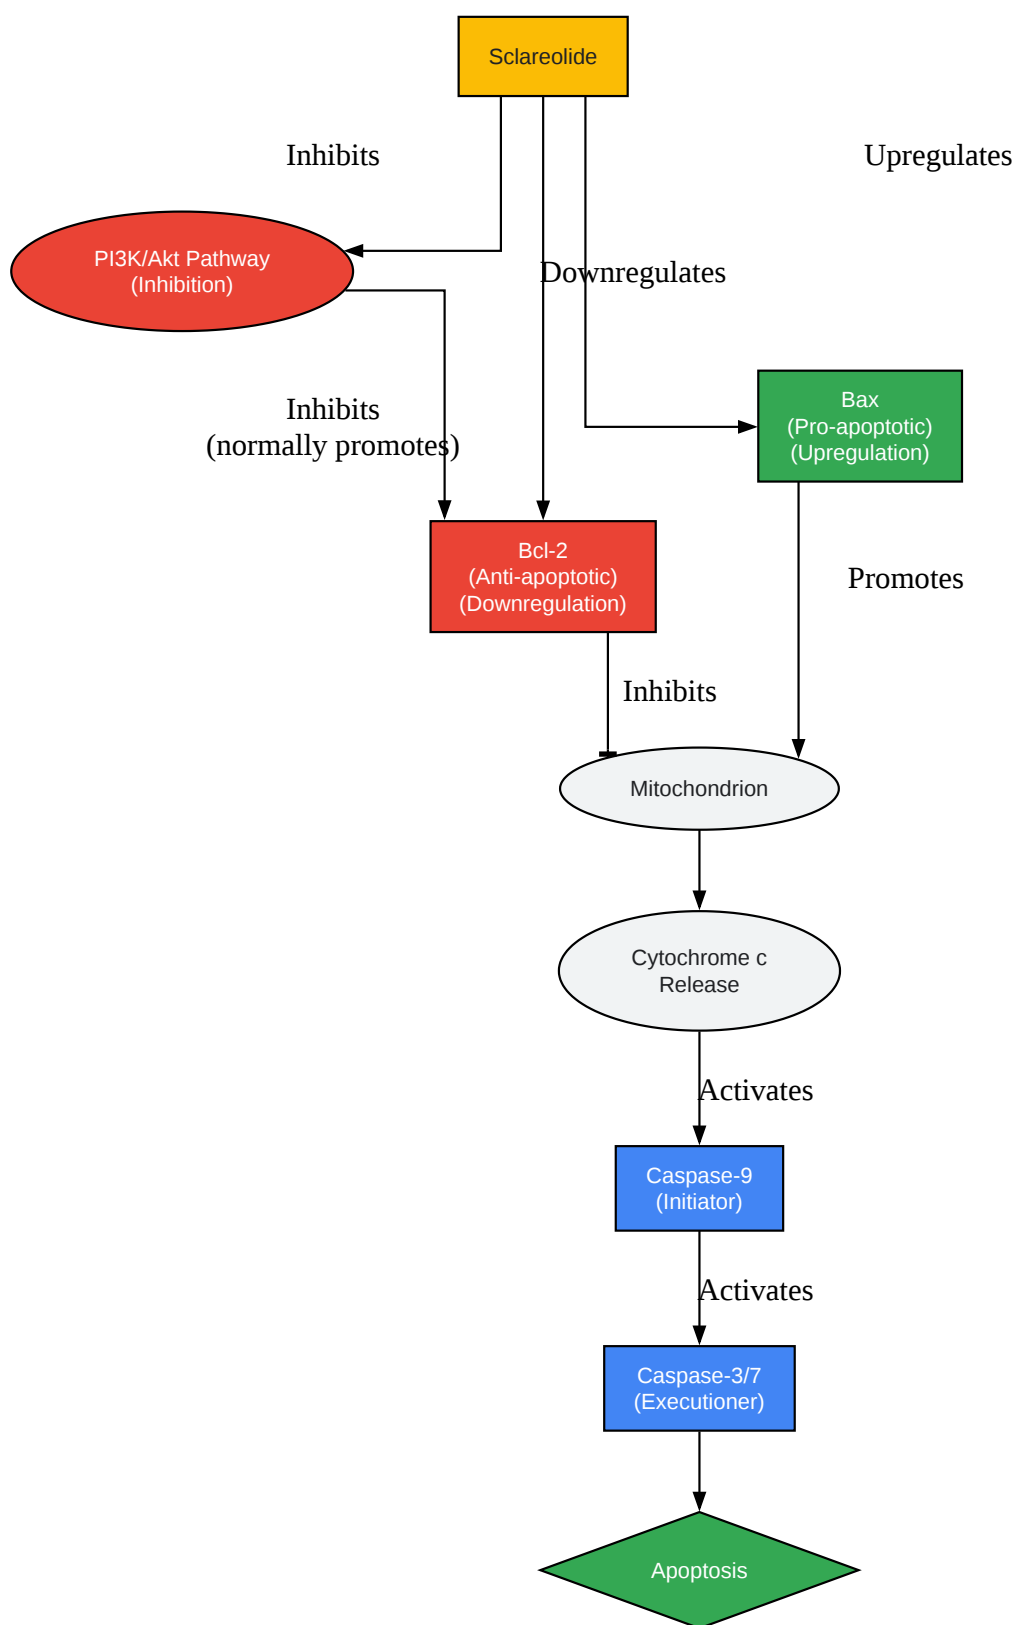 Sclareolide
Inhibits
Upregulates
PI3K/Akt Pathway
(Inhibition)
Downregulates
Inhibits
(normally promotes)
Bax
(Pro-apoptotic)
(Upregulation)
Bcl-2
(Anti-apoptotic)
(Downregulation)
Promotes
Inhibits
Mitochondrion
Cytochrome c
Release
Activates
Caspase-9
(Initiator)
Activates
Caspase-3/7
(Executioner)
Apoptosis